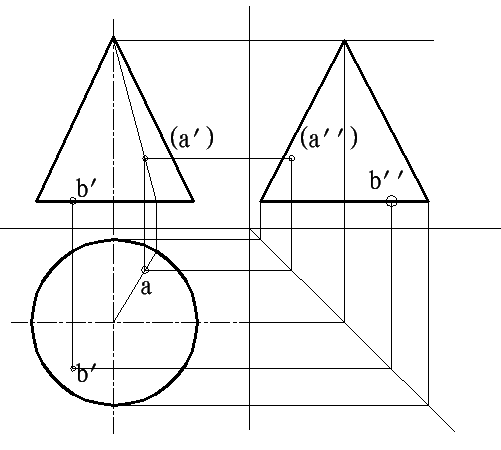 (a′) (a′′)
b′ b′′
a
b′